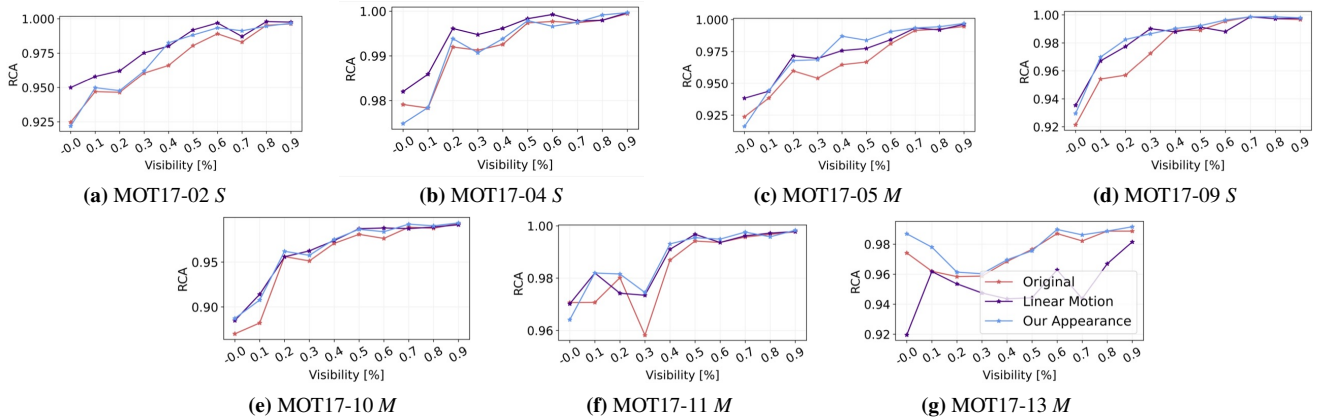 1.000
0.975
0.950
0.925
RCA
-0.0 0.1 0.2 0.3 0.4 0.5 0.6 0.7 0.8 0.9
Visibility [%]
(a) MOT17-02 S
1.00
0.99
0.98
RCA
-0.0 0.1 0.2 0.3 0.4 0.5 0.6 0.7 0.8 0.9
Visibility [%]
(b) MOT17-04 S
1.000
0.975
0.950
0.925
RCA
-0.0 0.1 0.2 0.3 0.4 0.5 0.6 0.7 0.8 0.9
Visibility [%]
(c) MOT17-05 M
1.00
0.98
0.96
0.94
0.92
RCA
-0.0 0.1 0.2 0.3 0.4 0.5 0.6 0.7 0.8 0.9
Visibility [%]
(d) MOT17-09 S
0.95
0.90
RCA
-0.0 0.1 0.2 0.3 0.4 0.5 0.6 0.7 0.8 0.9
Visibility [%]
(e) MOT17-10 M
1.00
0.98
0.96
RCA
-0.0 0.1 0.2 0.3 0.4 0.5 0.6 0.7 0.8 0.9
Visibility [%]
(f) MOT17-11 M
0.98
0.96
0.94
0.92
RCA
Original
Linear Motion
Our Appearance
-0.0 0.1 0.2 0.3 0.4 0.5 0.6 0.7 0.8 0.9
Visibility [%]
(g) MOT17-13 M